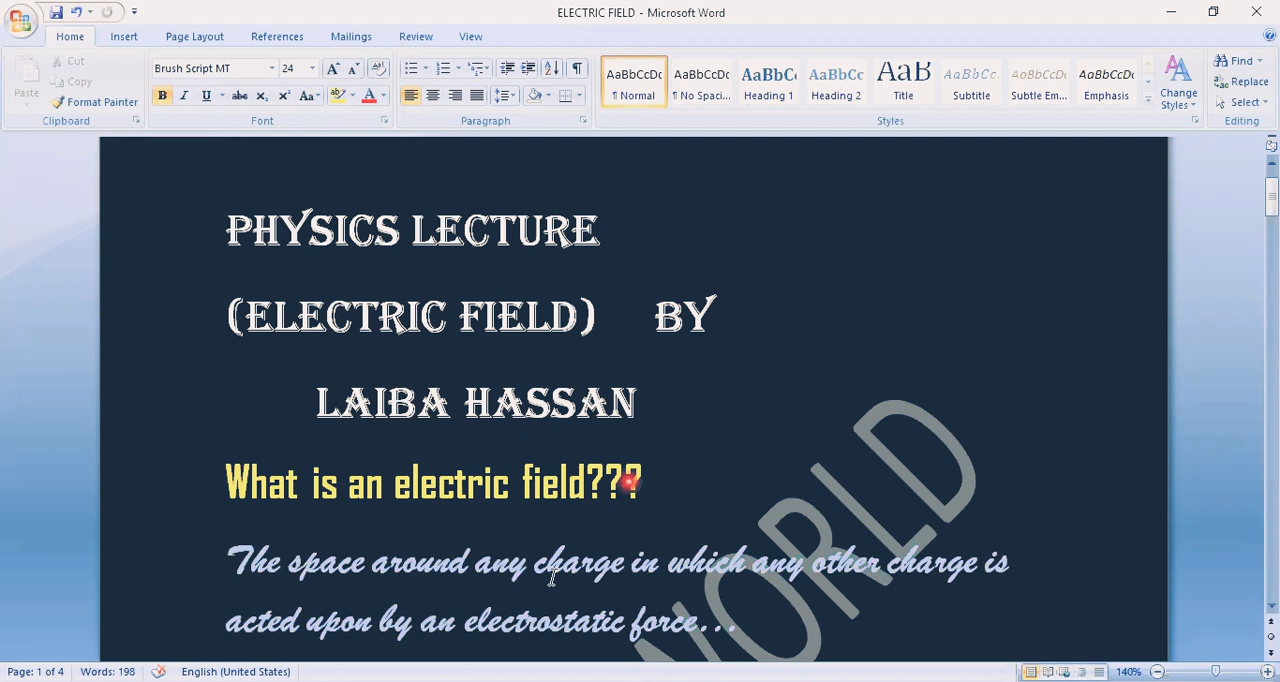 ELECTRIC FIELD - Microsoft Word
Home Insert Page Layout References Mailings Review View
Paste
Cut
Copy
Format Painter
Clipboard
Brush Script MT 24
B I U abe X₂ X² Aa
Font
Paragraph
AaBbCcDc AaBbCcDc AaBbC AaBbCc AaB AaBbCc. AaBbCcDc AaBbCcDc
¶ Normal ¶ No Spaci... Heading 1 Heading 2 Title Subtitle Subtle Em... Emphasis
Change Styles
Styles
Find
Replace
Select
Editing
PHYSICS LECTURE
(ELECTRIC FIELD) BY
LAIBA HASSAN
What is an electric field???
The space around any charge in which any other charge is
acted upon by an electrostatic force...
WORLD
Page: 1 of 4 Words: 198 English (United States) 140%